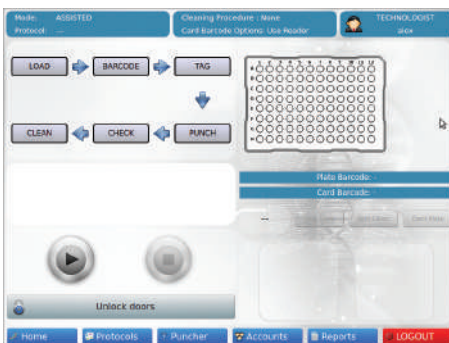 Mode: ASSISTED
Protocol: ---
Cleaning Procedure : None
Card Barcode Options: Use Reader
TECHNOLOGIST
alex
LOAD
BARCODE
TAG
CLEAN
CHECK
PUNCH
1 2 3 4 5 6 7 8 9 10 11 12
Plate Barcode: -
Card Barcode: -
--
Unlock doors
Home
Protocols
Puncher
Accounts
Reports
LOGOUT